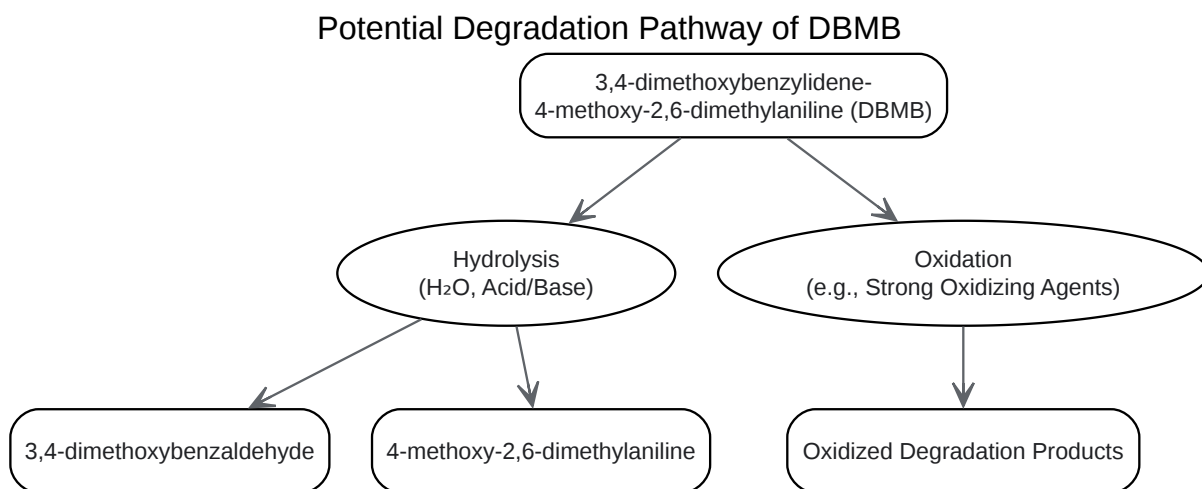 Potential Degradation Pathway of DBMB
3,4-dimethoxybenzylidene-
4-methoxy-2,6-dimethylaniline (DBMB)
Hydrolysis
(H₂O, Acid/Base)
Oxidation
(e.g., Strong Oxidizing Agents)
3,4-dimethoxybenzaldehyde
4-methoxy-2,6-dimethylaniline
Oxidized Degradation Products